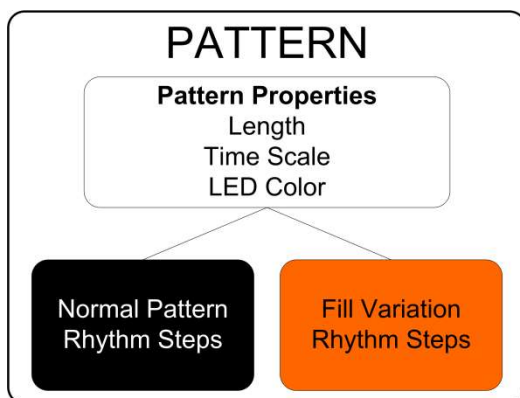 PATTERN
Pattern Properties
Length
Time Scale
LED Color
Normal Pattern
Rhythm Steps
Fill Variation
Rhythm Steps